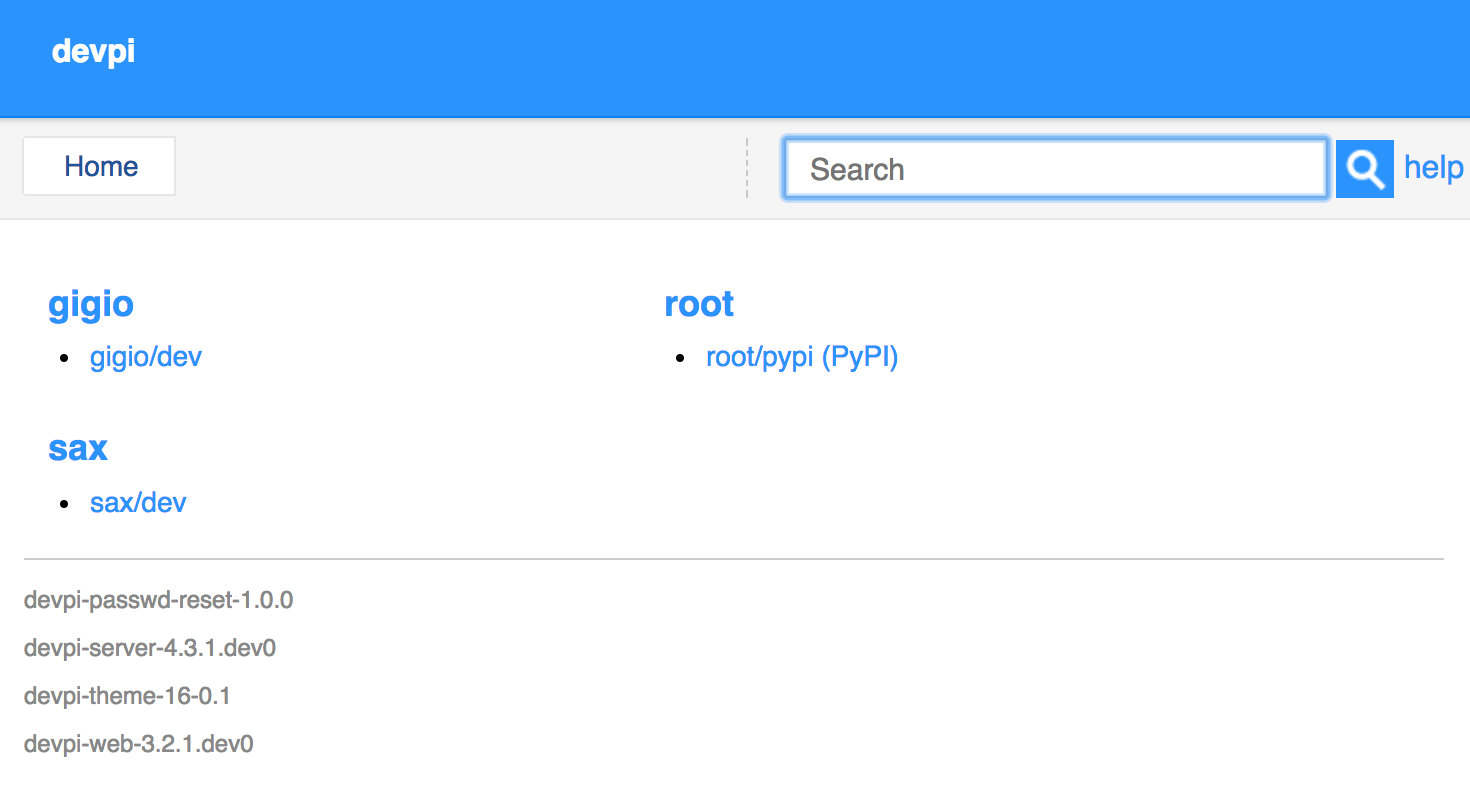 devpi
Home
Search
help
gigio
gigio/dev
root
root/pypi (PyPI)
sax
sax/dev
devpi-passwd-reset-1.0.0
devpi-server-4.3.1.dev0
devpi-theme-16-0.1
devpi-web-3.2.1.dev0